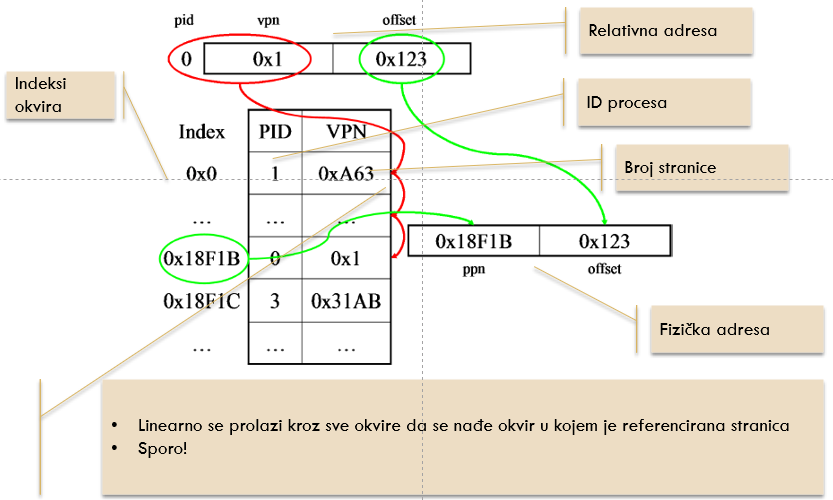 pid vpn offset
0 0x1 0x123
Relativna adresa
Indeksi
okvira
ID procesa
Index PID VPN
0x0 1 0xA63
Broj stranice
... ... ...
0x18F1B 0 0x1
0x18F1B 0x123
ppn offset
0x18F1C 3 0x31AB
... ... ...
Fizička adresa
• Linearno se prolazi kroz sve okvire da se nađe okvir u kojem je referencirana stranica
• Sporo!